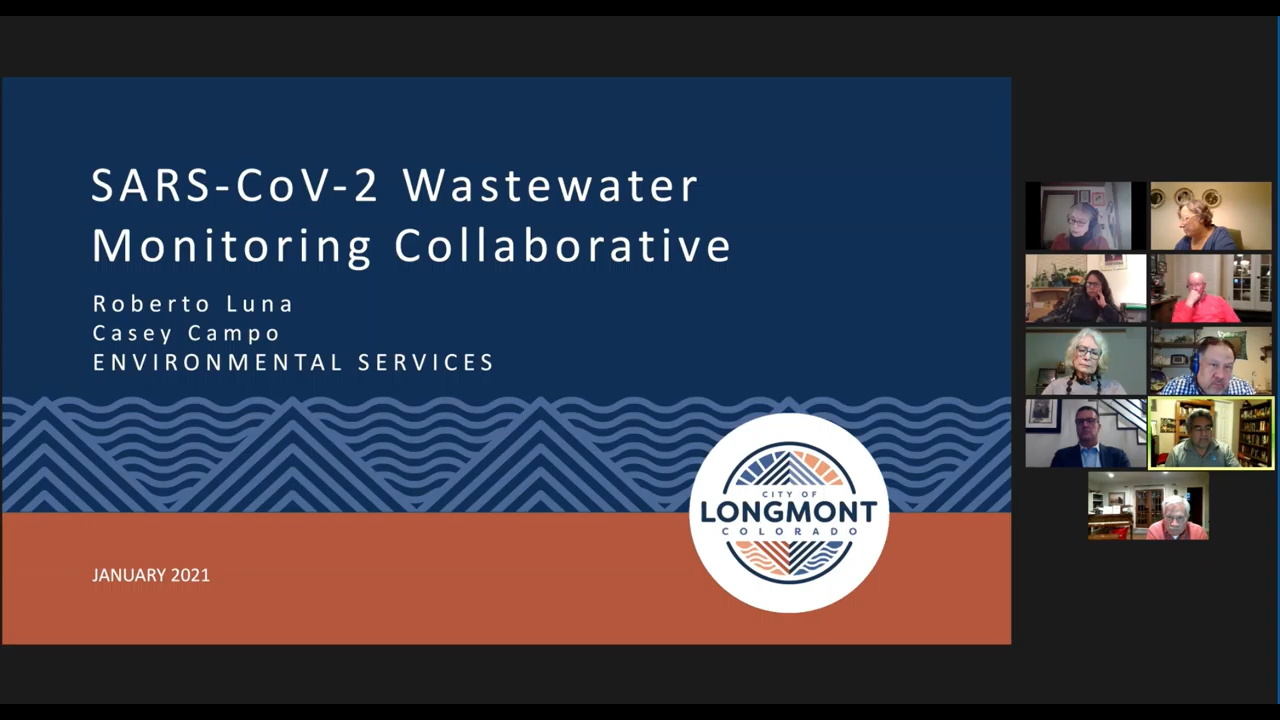 SARS-CoV-2 Wastewater
Monitoring Collaborative
Roberto Luna
Casey Campo
ENVIRONMENTAL SERVICES
CITY OF
LONGMONT
COLORADO
JANUARY 2021